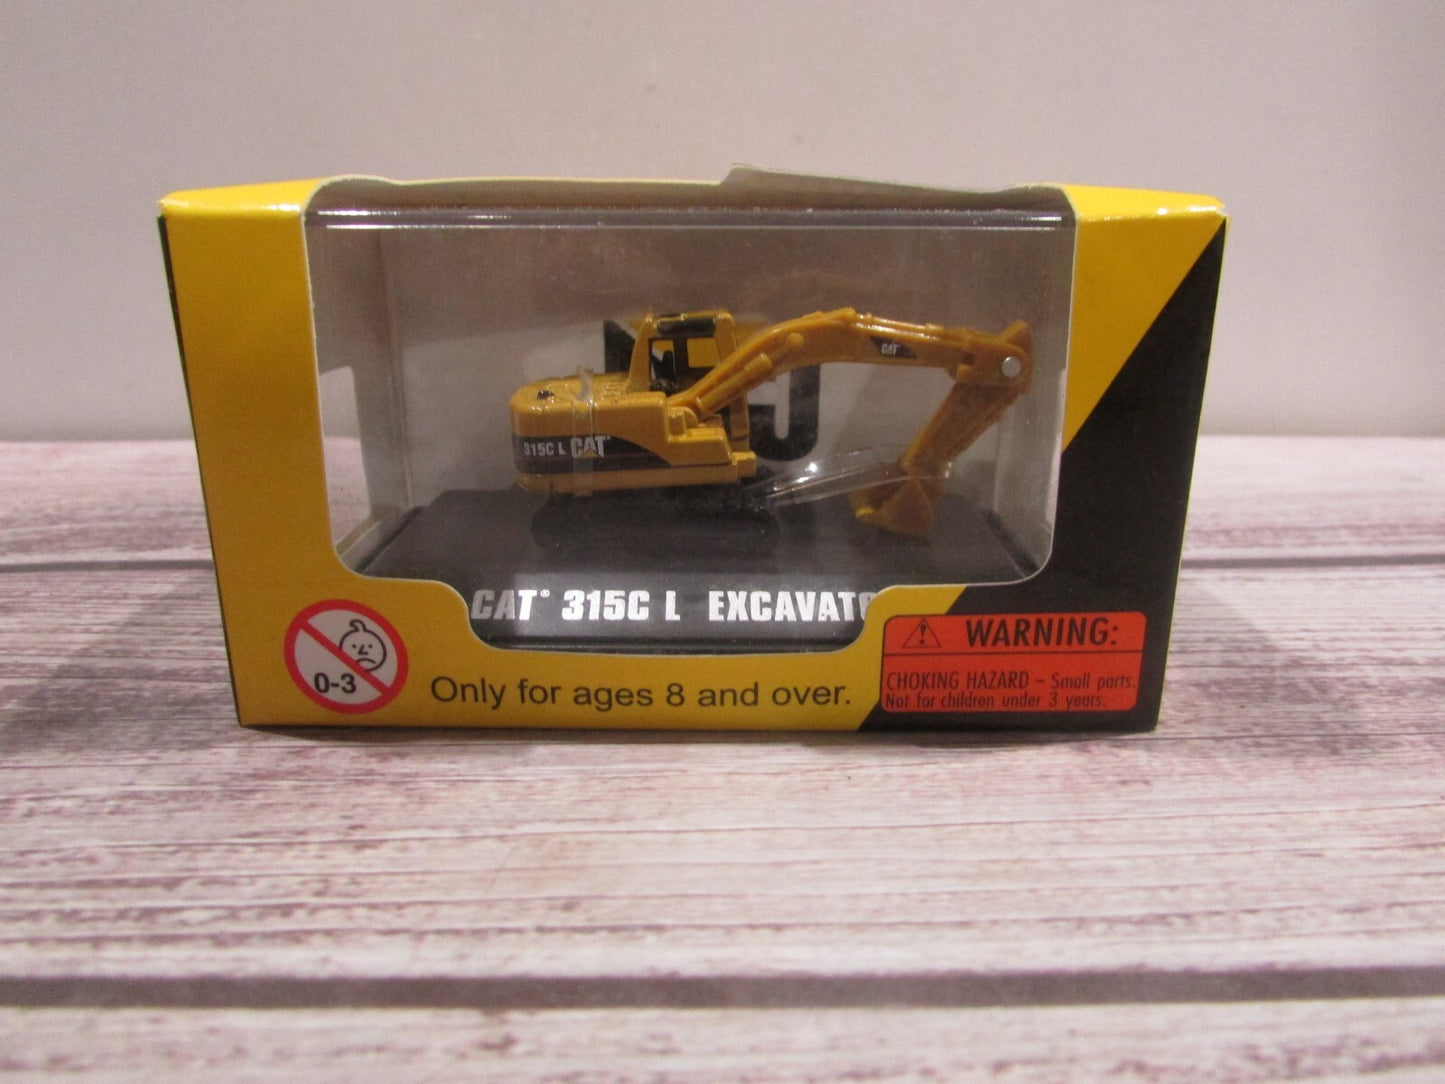 CAT
315C L CAT
CAT® 315C L EXCAVATO
0-3
Only for ages 8 and over.
WARNING:
CHOKING HAZARD – Small parts.
Not for children under 3 years.